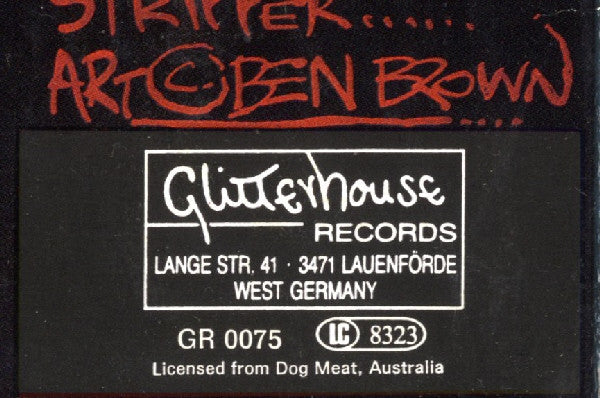 STRIPPER......
ART © BEN BROWN
....
Glitterhouse
RECORDS
LANGE STR. 41 · 3471 LAUENFÖRDE
WEST GERMANY
GR 0075 LC 8323
Licensed from Dog Meat, Australia